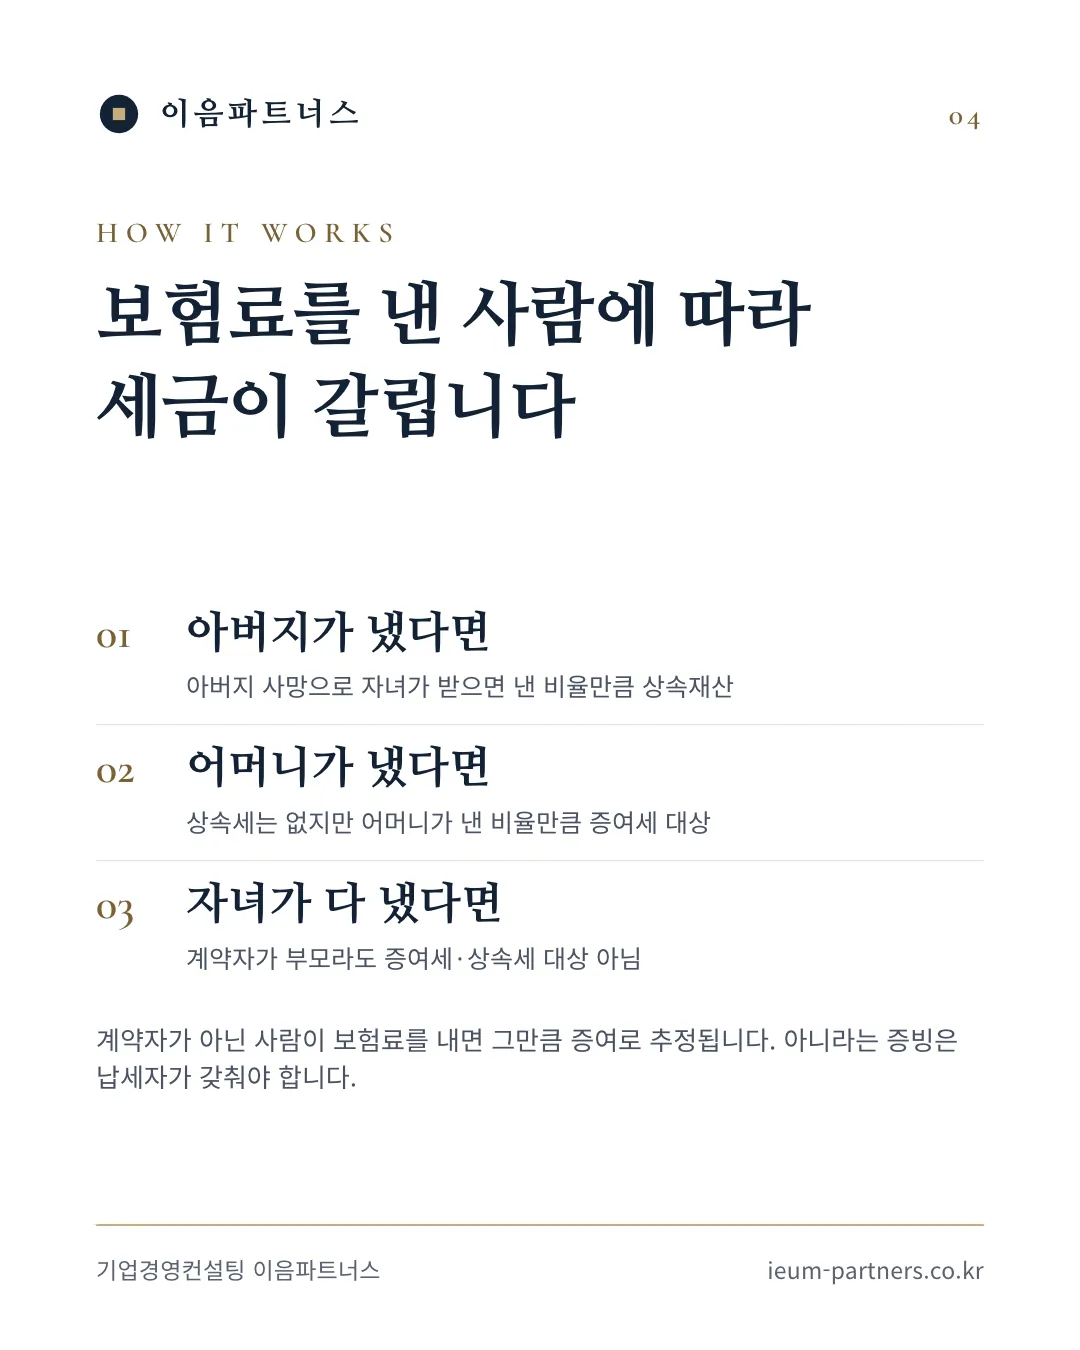 이음파트너스
04
HOW IT WORKS
보험료를 낸 사람에 따라
세금이 갈립니다
01 아버지가 냈다면
아버지 사망으로 자녀가 받으면 낸 비율만큼 상속재산
02 어머니가 냈다면
상속세는 없지만 어머니가 낸 비율만큼 증여세 대상
03 자녀가 다 냈다면
계약자가 부모라도 증여세·상속세 대상 아님
계약자가 아닌 사람이 보험료를 내면 그만큼 증여로 추정됩니다. 아니라는 증빙은
납세자가 갖춰야 합니다.
기업경영컨설팅 이음파트너스
ieum-partners.co.kr